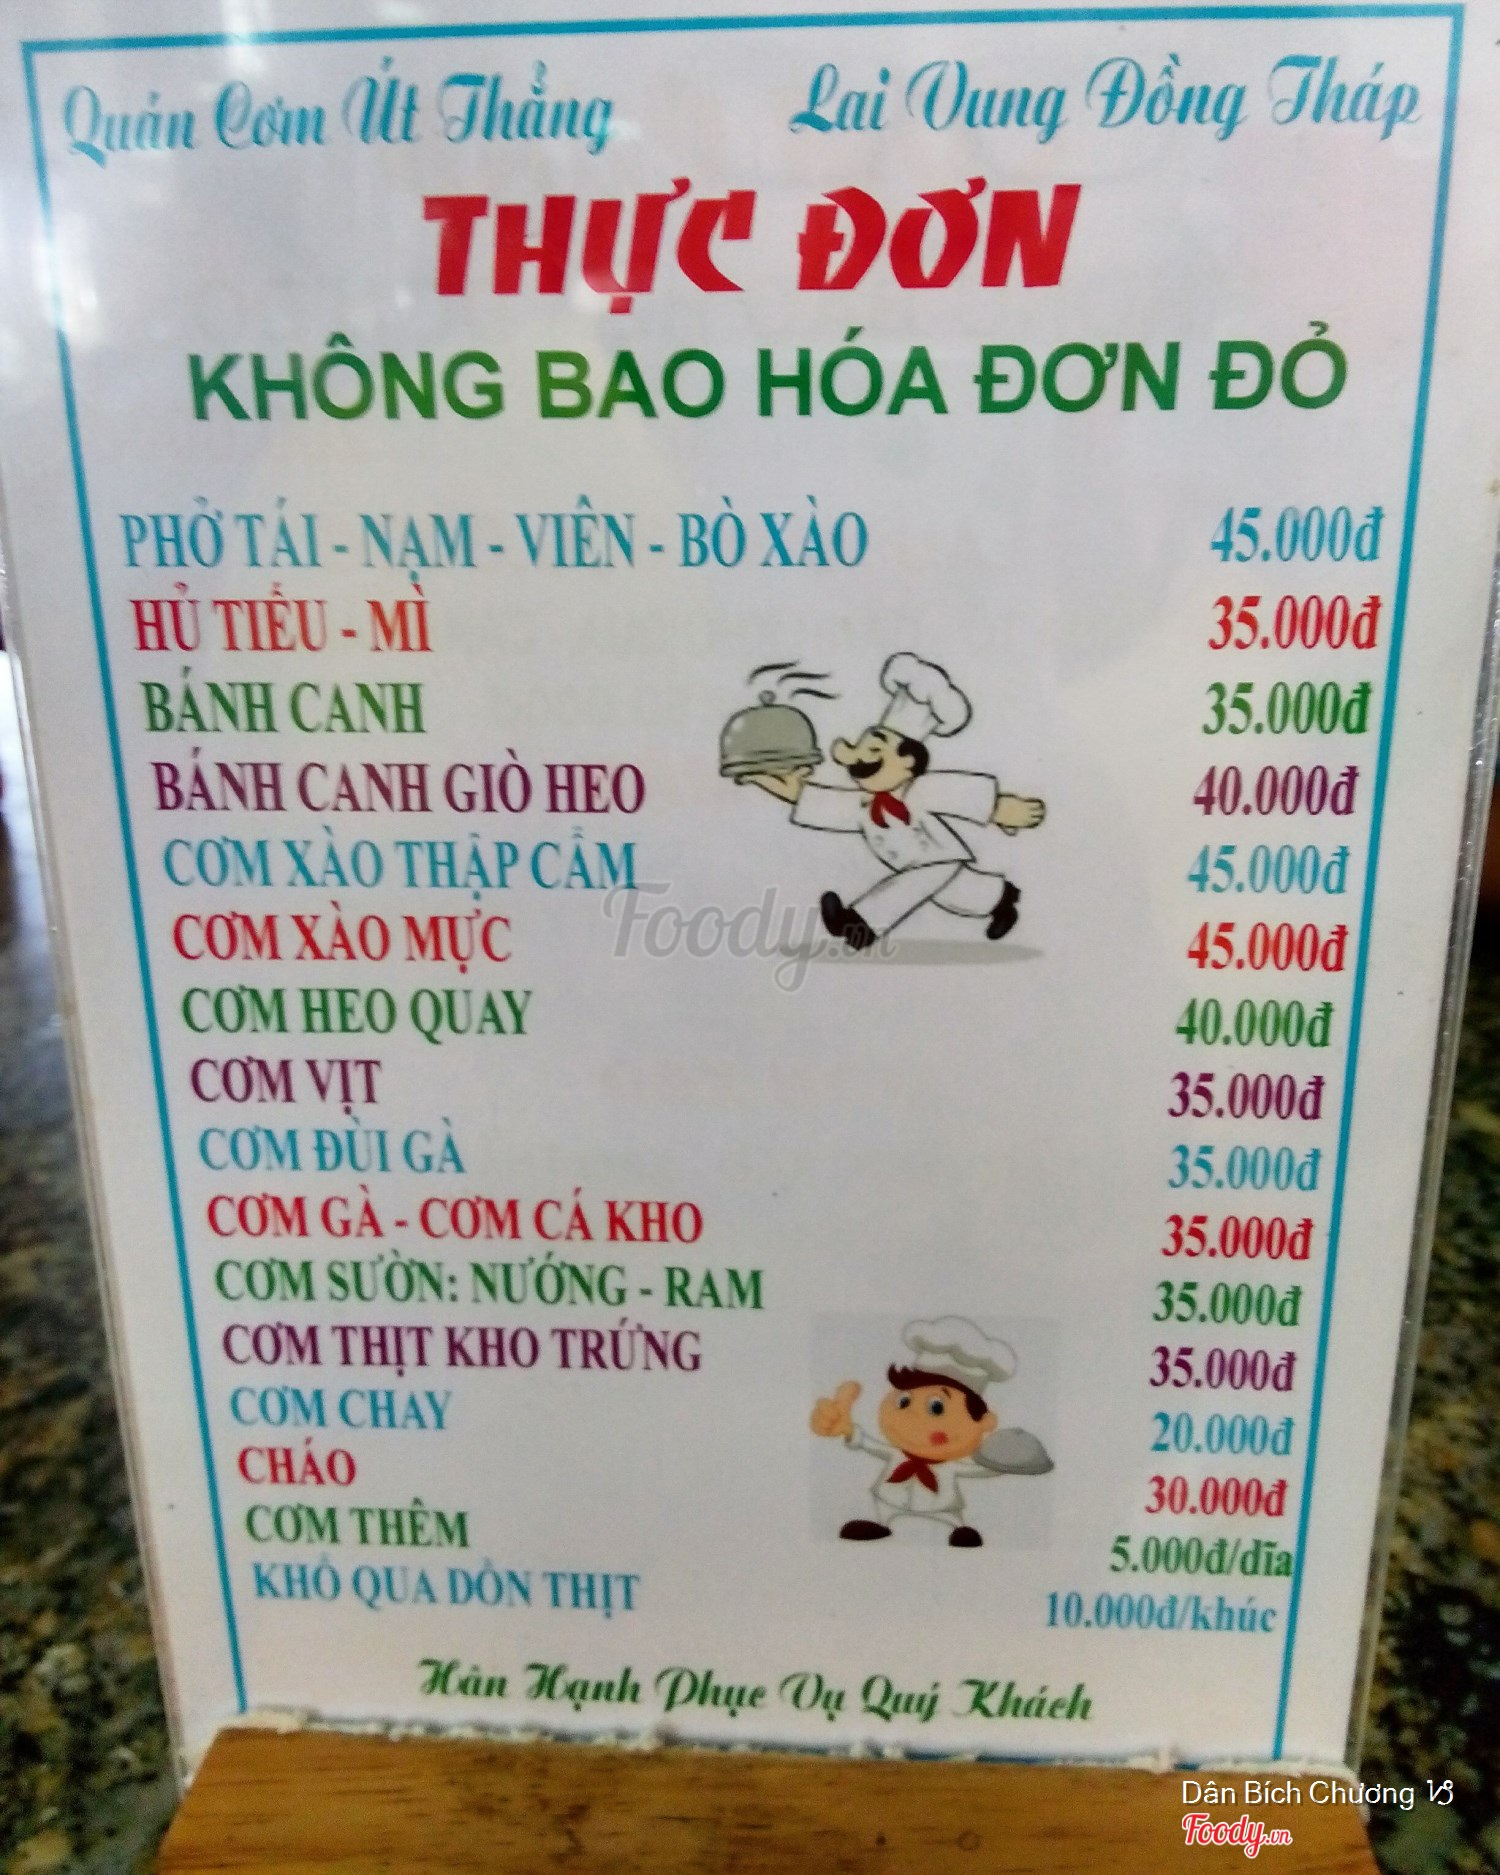 Quán Cơm Út Thẳng Lai Vung Đồng Tháp
THỰC ĐƠN
KHÔNG BAO HÓA ĐƠN ĐỎ
PHỞ TÁI - NẠM - VIÊN - BÒ XÀO 45.000đ
HỦ TIẾU - MÌ 35.000đ
BÁNH CANH 35.000đ
BÁNH CANH GIÒ HEO 40.000đ
CƠM XÀO THẬP CẨM 45.000đ
CƠM XÀO MỰC 45.000đ
CƠM HEO QUAY 40.000đ
CƠM VỊT 35.000đ
CƠM ĐÙI GÀ 35.000đ
CƠM GÀ - CƠM CÁ KHO 35.000đ
CƠM SƯỜN: NƯỚNG - RAM 35.000đ
CƠM THỊT KHO TRỨNG 35.000đ
CƠM CHAY 20.000đ
CHÁO 30.000đ
CƠM THÊM 5.000đ/dĩa
KHỔ QUA DỒN THỊT 10.000đ/khúc
Hân Hạnh Phục Vụ Quý Khách
Foody.vn
Dân Bích Chương
Foody.vn